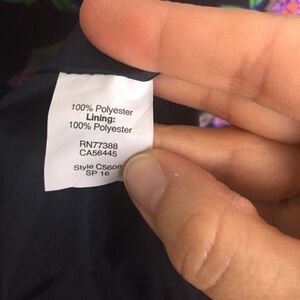 100% Polyester
Lining:
100% Polyester
RN77388
CA56445
Style
SP 16